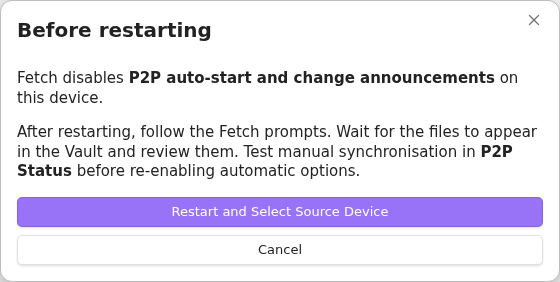 Before restarting
Fetch disables P2P auto-start and change announcements on
this device.
After restarting, follow the Fetch prompts. Wait for the files to appear
in the Vault and review them. Test manual synchronisation in P2P
Status before re-enabling automatic options.
Restart and Select Source Device
Cancel